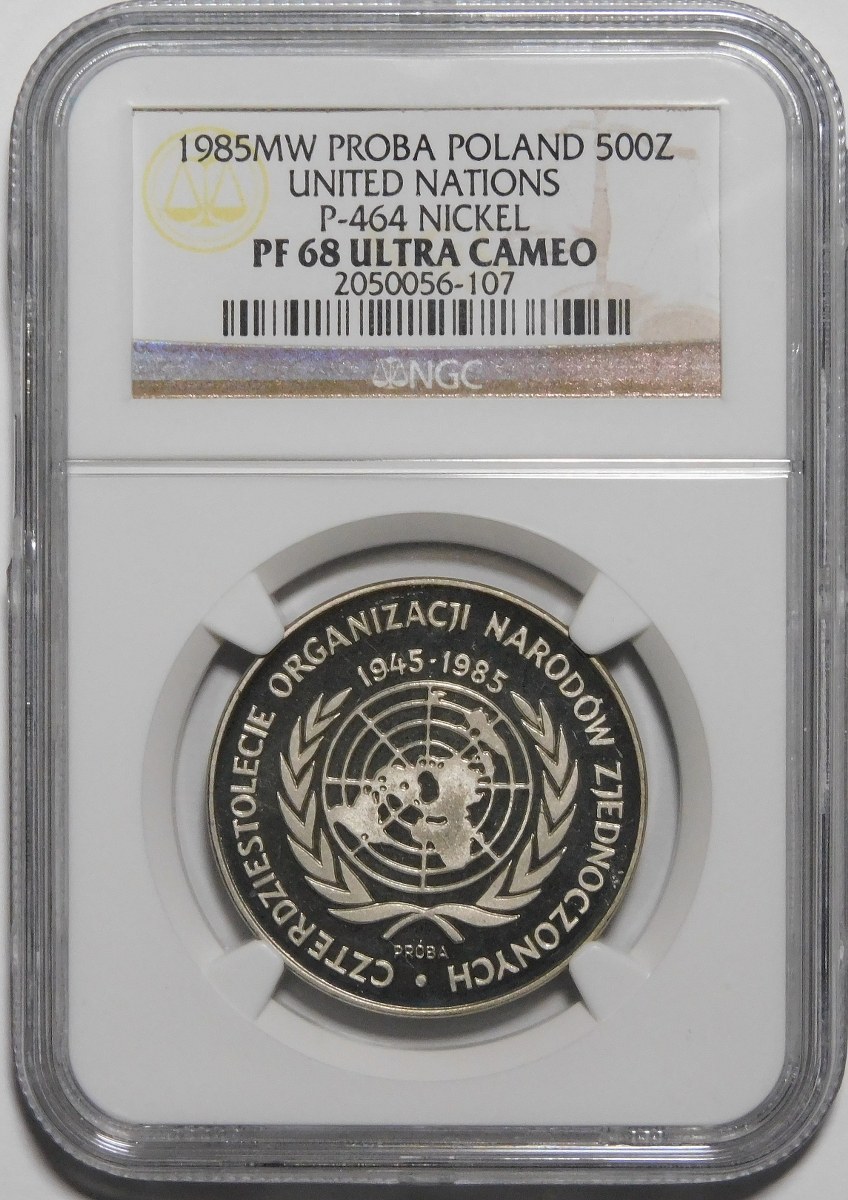 1985MW PROBA POLAND 500Z
UNITED NATIONS
P-464 NICKEL
PF 68 ULTRA CAMEO
2050056-107
NGC
CZTERDZIESTOLECIE ORGANIZACJI NARODÓW ZJEDNOCZONYCH •
1945-1985
PRÓBA